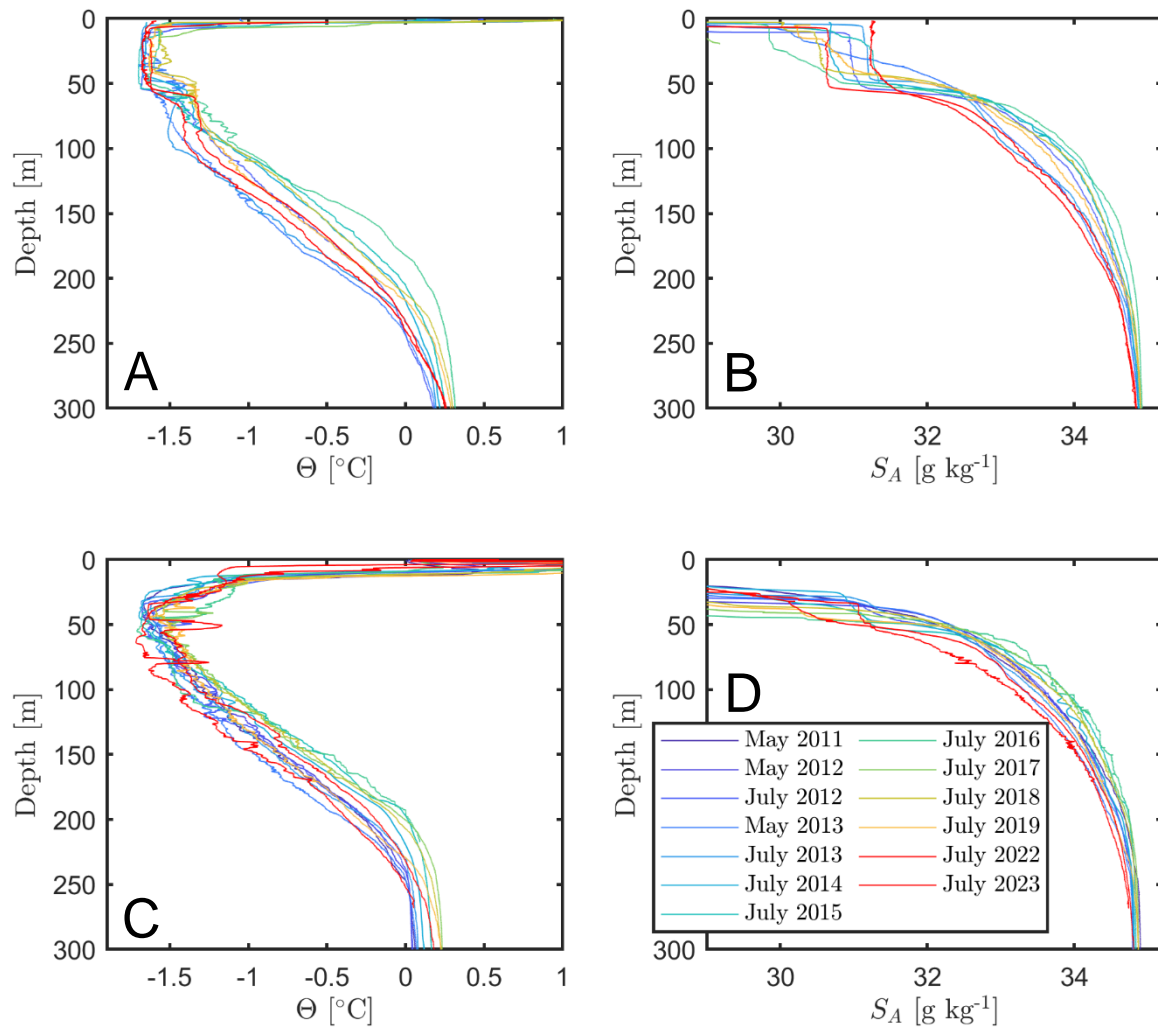 0
50
100
150
200
250
300
Depth [m]
A
-1.5 -1 -0.5 0 0.5 1
Θ [°C]
0
50
100
150
200
250
300
Depth [m]
B
30 32 34
S_A [g kg⁻¹]
0
50
100
150
200
250
300
Depth [m]
C
-1.5 -1 -0.5 0 0.5 1
Θ [°C]
0
50
100
150
200
250
300
Depth [m]
D
May 2011 July 2016
May 2012 July 2017
July 2012 July 2018
May 2013 July 2019
July 2013 July 2022
July 2014 July 2023
July 2015
30 32 34
S_A [g kg⁻¹]